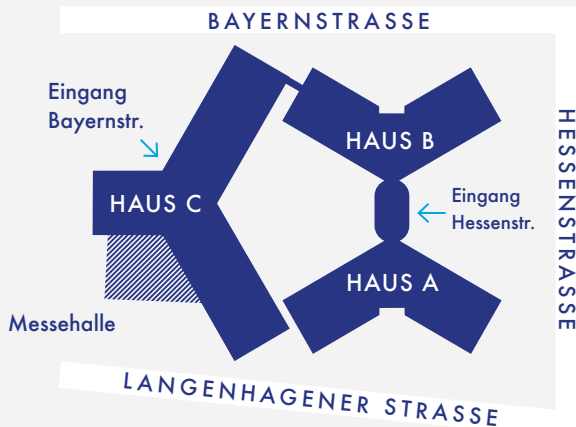 BAYERNSTRASSE
Eingang
Bayernstr.
HAUS B
HESSENSTRASSE
HAUS C
Eingang
Hessenstr.
HAUS A
Messehalle
LANGENHAGENER STRASSE